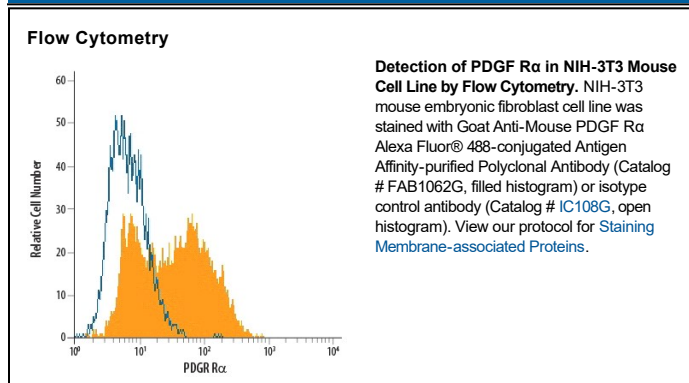 Flow Cytometry
60
50
40
30
20
10
0
Relative Cell Number
10⁰
10¹
10²
10³
10⁴
PDGR Rα
Detection of PDGF Rα in NIH-3T3 Mouse
Cell Line by Flow Cytometry. NIH-3T3
mouse embryonic fibroblast cell line was
stained with Goat Anti-Mouse PDGF Rα
Alexa Fluor® 488-conjugated Antigen
Affinity-purified Polyclonal Antibody (Catalog
# FAB1062G, filled histogram) or isotype
control antibody (Catalog # IC108G, open
histogram). View our protocol for Staining
Membrane-associated Proteins.